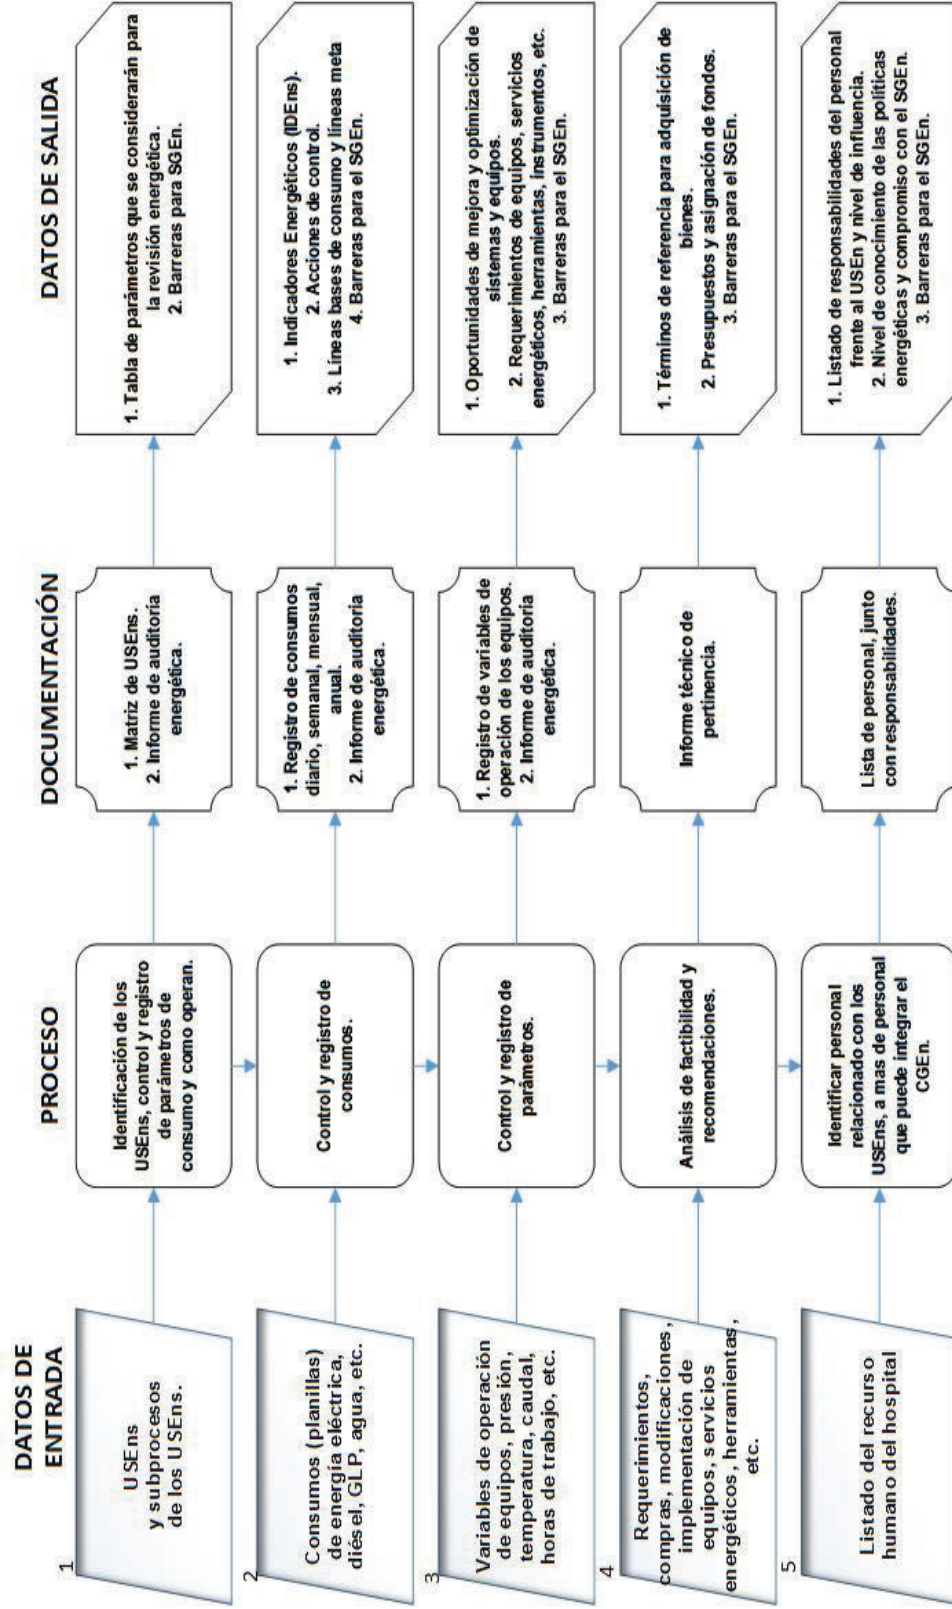 DATOS DE
ENTRADA
PROCESO
DOCUMENTACIÓN
DATOS DE SALIDA
1
USEns
y subprocesos
de los USEns.
Identificación de los
USEns, control y registro
de parámetros de
consumo y como operan.
1. Matriz de USEns.
2. Informe de auditoría
energética.
1. Tabla de parámetros que se considerarán para
la revisión energética.
2. Barreras para SGEn.
2
Consumos (planillas)
de energía eléctrica,
diésel, GLP, agua, etc.
Control y registro de
consumos.
1. Registro de consumos
diario, semanal, mensual,
anual.
2. Informe de auditoria
energética.
1. Indicadores Energéticos (IDEns).
2. Acciones de control.
3. Líneas bases de consumo y líneas meta
4. Barreras para el SGEn.
3
Variables de operación
de equipos, presión,
temperatura, caudal,
horas de trabajo, etc.
Control y registro de
parámetros.
1. Registro de variables de
operación de los equipos.
2. Informe de auditoría
energética.
1. Oportunidades de mejora y optimización de
sistemas y equipos.
2. Requerimientos de equipos, servicios
energéticos, herramientas, instrumentos, etc.
3. Barreras para el SGEn.
4
Requerimientos,
compras, modificaciones,
implementación de
equipos, servicios
energéticos, herramientas,
etc.
Análisis de factibilidad y
recomendaciones.
Informe técnico de
pertinencia.
1. Términos de referencia para adquisición de
bienes.
2. Presupuestos y asignación de fondos.
3. Barreras para el SGEn.
5
Listado del recurso
humano del hospital
Identificar personal
relacionado con los
USEns, a mas de personal
que puede integrar el
CGEn.
Lista de personal, junto
con responsabilidades.
1. Listado de responsabilidades del personal
frente al USEn y nivel de influencia.
2. Nivel de conocimiento de las políticas
energéticas y compromiso con el SGEn.
3 Barreras para el SGEn.